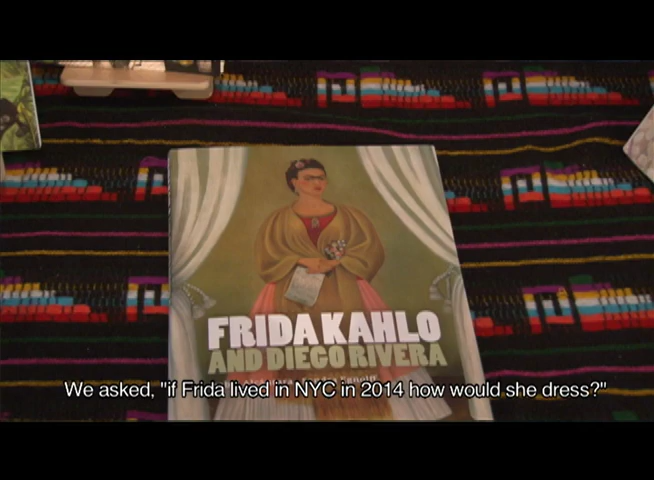 FRIDA KAHLO
AND DIEGO RIVERA
We asked, "if Frida lived in NYC in 2014 how would she dress?"